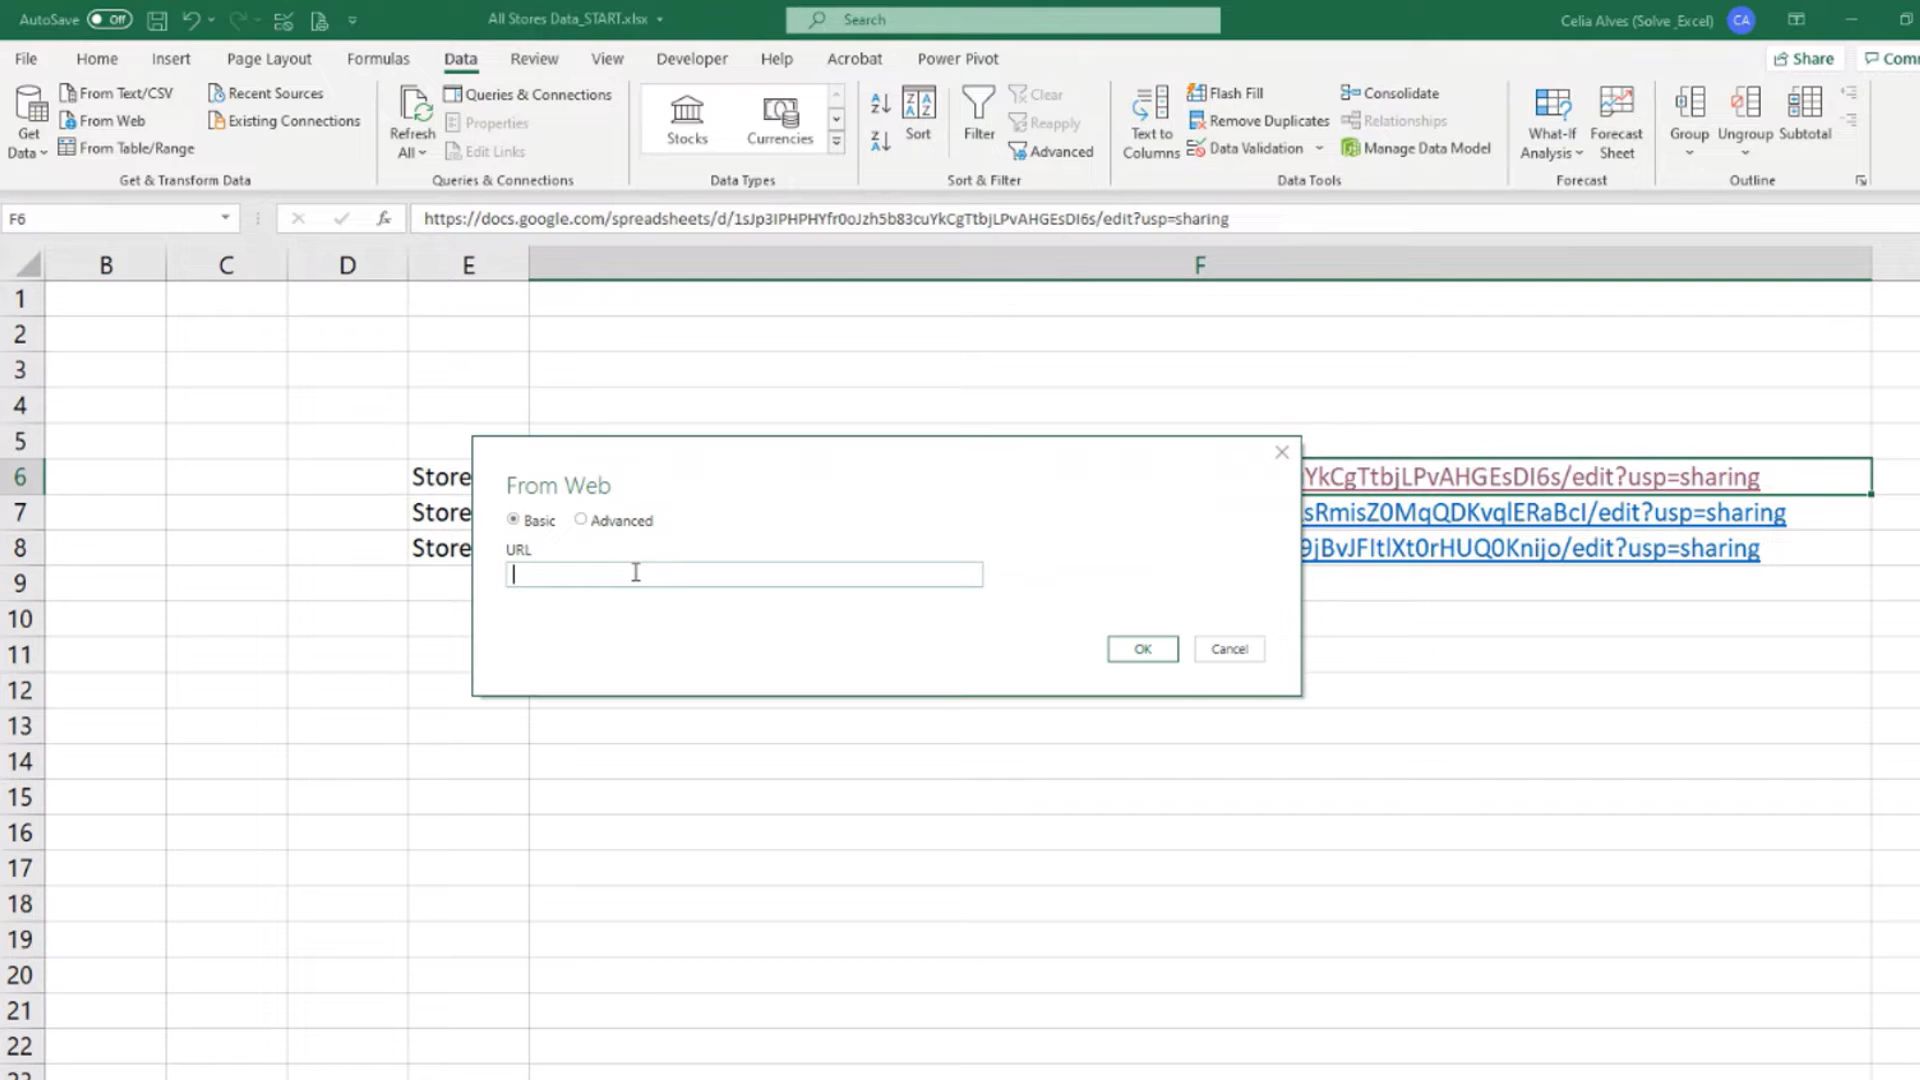 AutoSave Off All Stores Data_START.xlsx Search Celia Alves (Solve_Excel) CA
File Home Insert Page Layout Formulas Data Review View Developer Help Acrobat Power Pivot Share Comm
Get Data
From Text/CSV
From Web
From Table/Range
Recent Sources
Existing Connections
Get & Transform Data
Refresh All
Queries & Connections
Properties
Edit Links
Queries & Connections
Stocks
Currencies
Data Types
Sort
Filter
Clear
Reapply
Advanced
Sort & Filter
Text to Columns
Flash Fill
Remove Duplicates
Data Validation
Consolidate
Relationships
Manage Data Model
Data Tools
What-If Analysis
Forecast Sheet
Forecast
Group
Ungroup
Subtotal
Outline
F6 fx https://docs.google.com/spreadsheets/d/1sJp3IPHPHYfr0oJzh5b83cuYkCgTtbjLPvAHGEsDI6s/edit?usp=sharing
B C D E F
1
2
3
4
5
6 Store YkCgTtbjLPvAHGEsDI6s/edit?usp=sharing
7 Store sRmisZ0MqQDKvqlERaBcI/edit?usp=sharing
8 Store 9jBvJFItlXt0rHUQ0Knijo/edit?usp=sharing
9
10
11
12
13
14
15
16
17
18
19
20
21
22
From Web
Basic Advanced
URL
OK Cancel